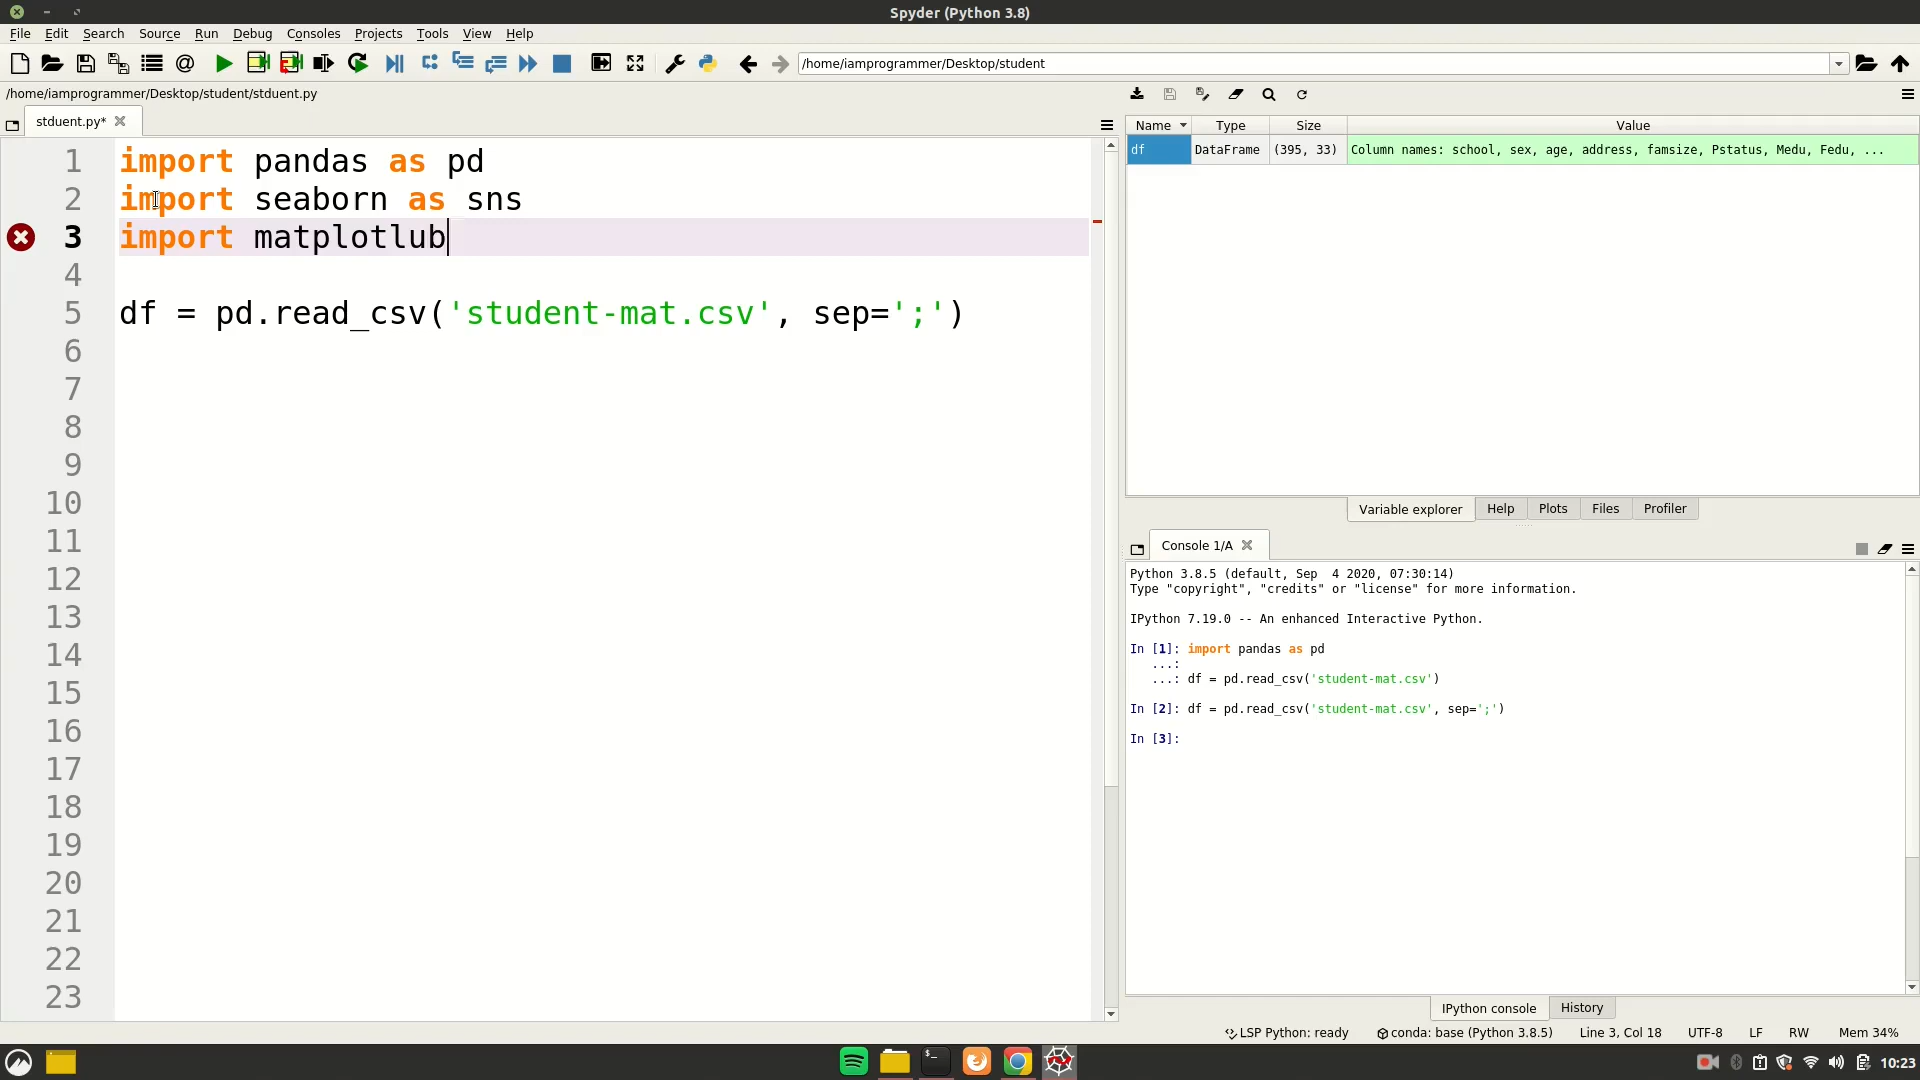 Spyder (Python 3.8)
File Edit Search Source Run Debug Consoles Projects Tools View Help
/home/iamprogrammer/Desktop/student
/home/iamprogrammer/Desktop/student/stduent.py
stduent.py*
1 import pandas as pd
2 import seaborn as sns
3 import matplotlub
4
5 df = pd.read_csv('student-mat.csv', sep=';')
6
7
8
9
10
11
12
13
14
15
16
17
18
19
20
21
22
23
Name Type Size Value
df DataFrame (395, 33) Column names: school, sex, age, address, famsize, Pstatus, Medu, Fedu, ...
Variable explorer Help Plots Files Profiler
Console 1/A
Python 3.8.5 (default, Sep  4 2020, 07:30:14)
Type "copyright", "credits" or "license" for more information.
IPython 7.19.0 -- An enhanced Interactive Python.
In [1]: import pandas as pd
...:
...: df = pd.read_csv('student-mat.csv')
In [2]: df = pd.read_csv('student-mat.csv', sep=';')
In [3]:
IPython console History
LSP Python: ready conda: base (Python 3.8.5) Line 3, Col 18 UTF-8 LF RW Mem 34%
10:23